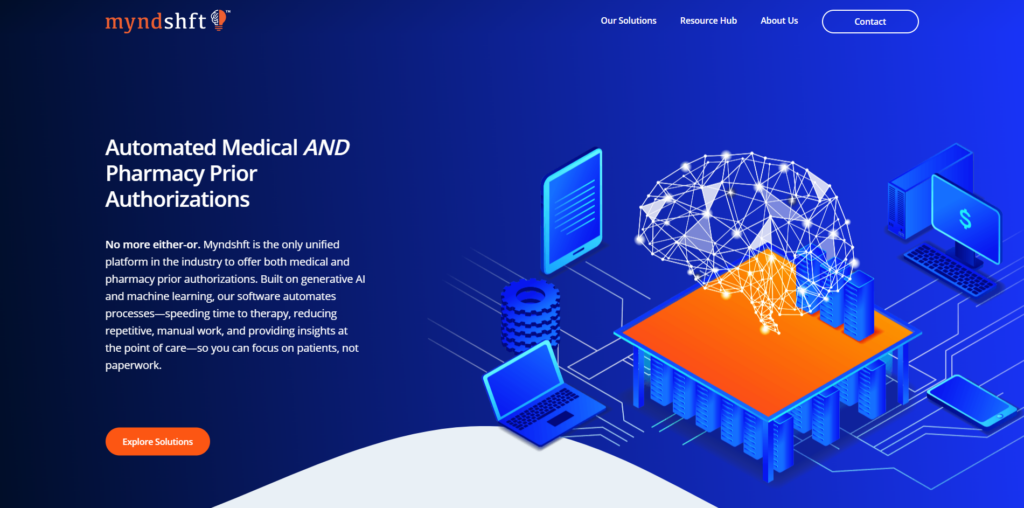 myndshft™
Our Solutions
Resource Hub
About Us
Contact
Automated Medical AND
Pharmacy Prior
Authorizations
No more either-or. Myndshft is the only unified
platform in the industry to offer both medical and
pharmacy prior authorizations. Built on generative AI
and machine learning, our software automates
processes—speeding time to therapy, reducing
repetitive, manual work, and providing insights at
the point of care—so you can focus on patients, not
paperwork.
Explore Solutions
$